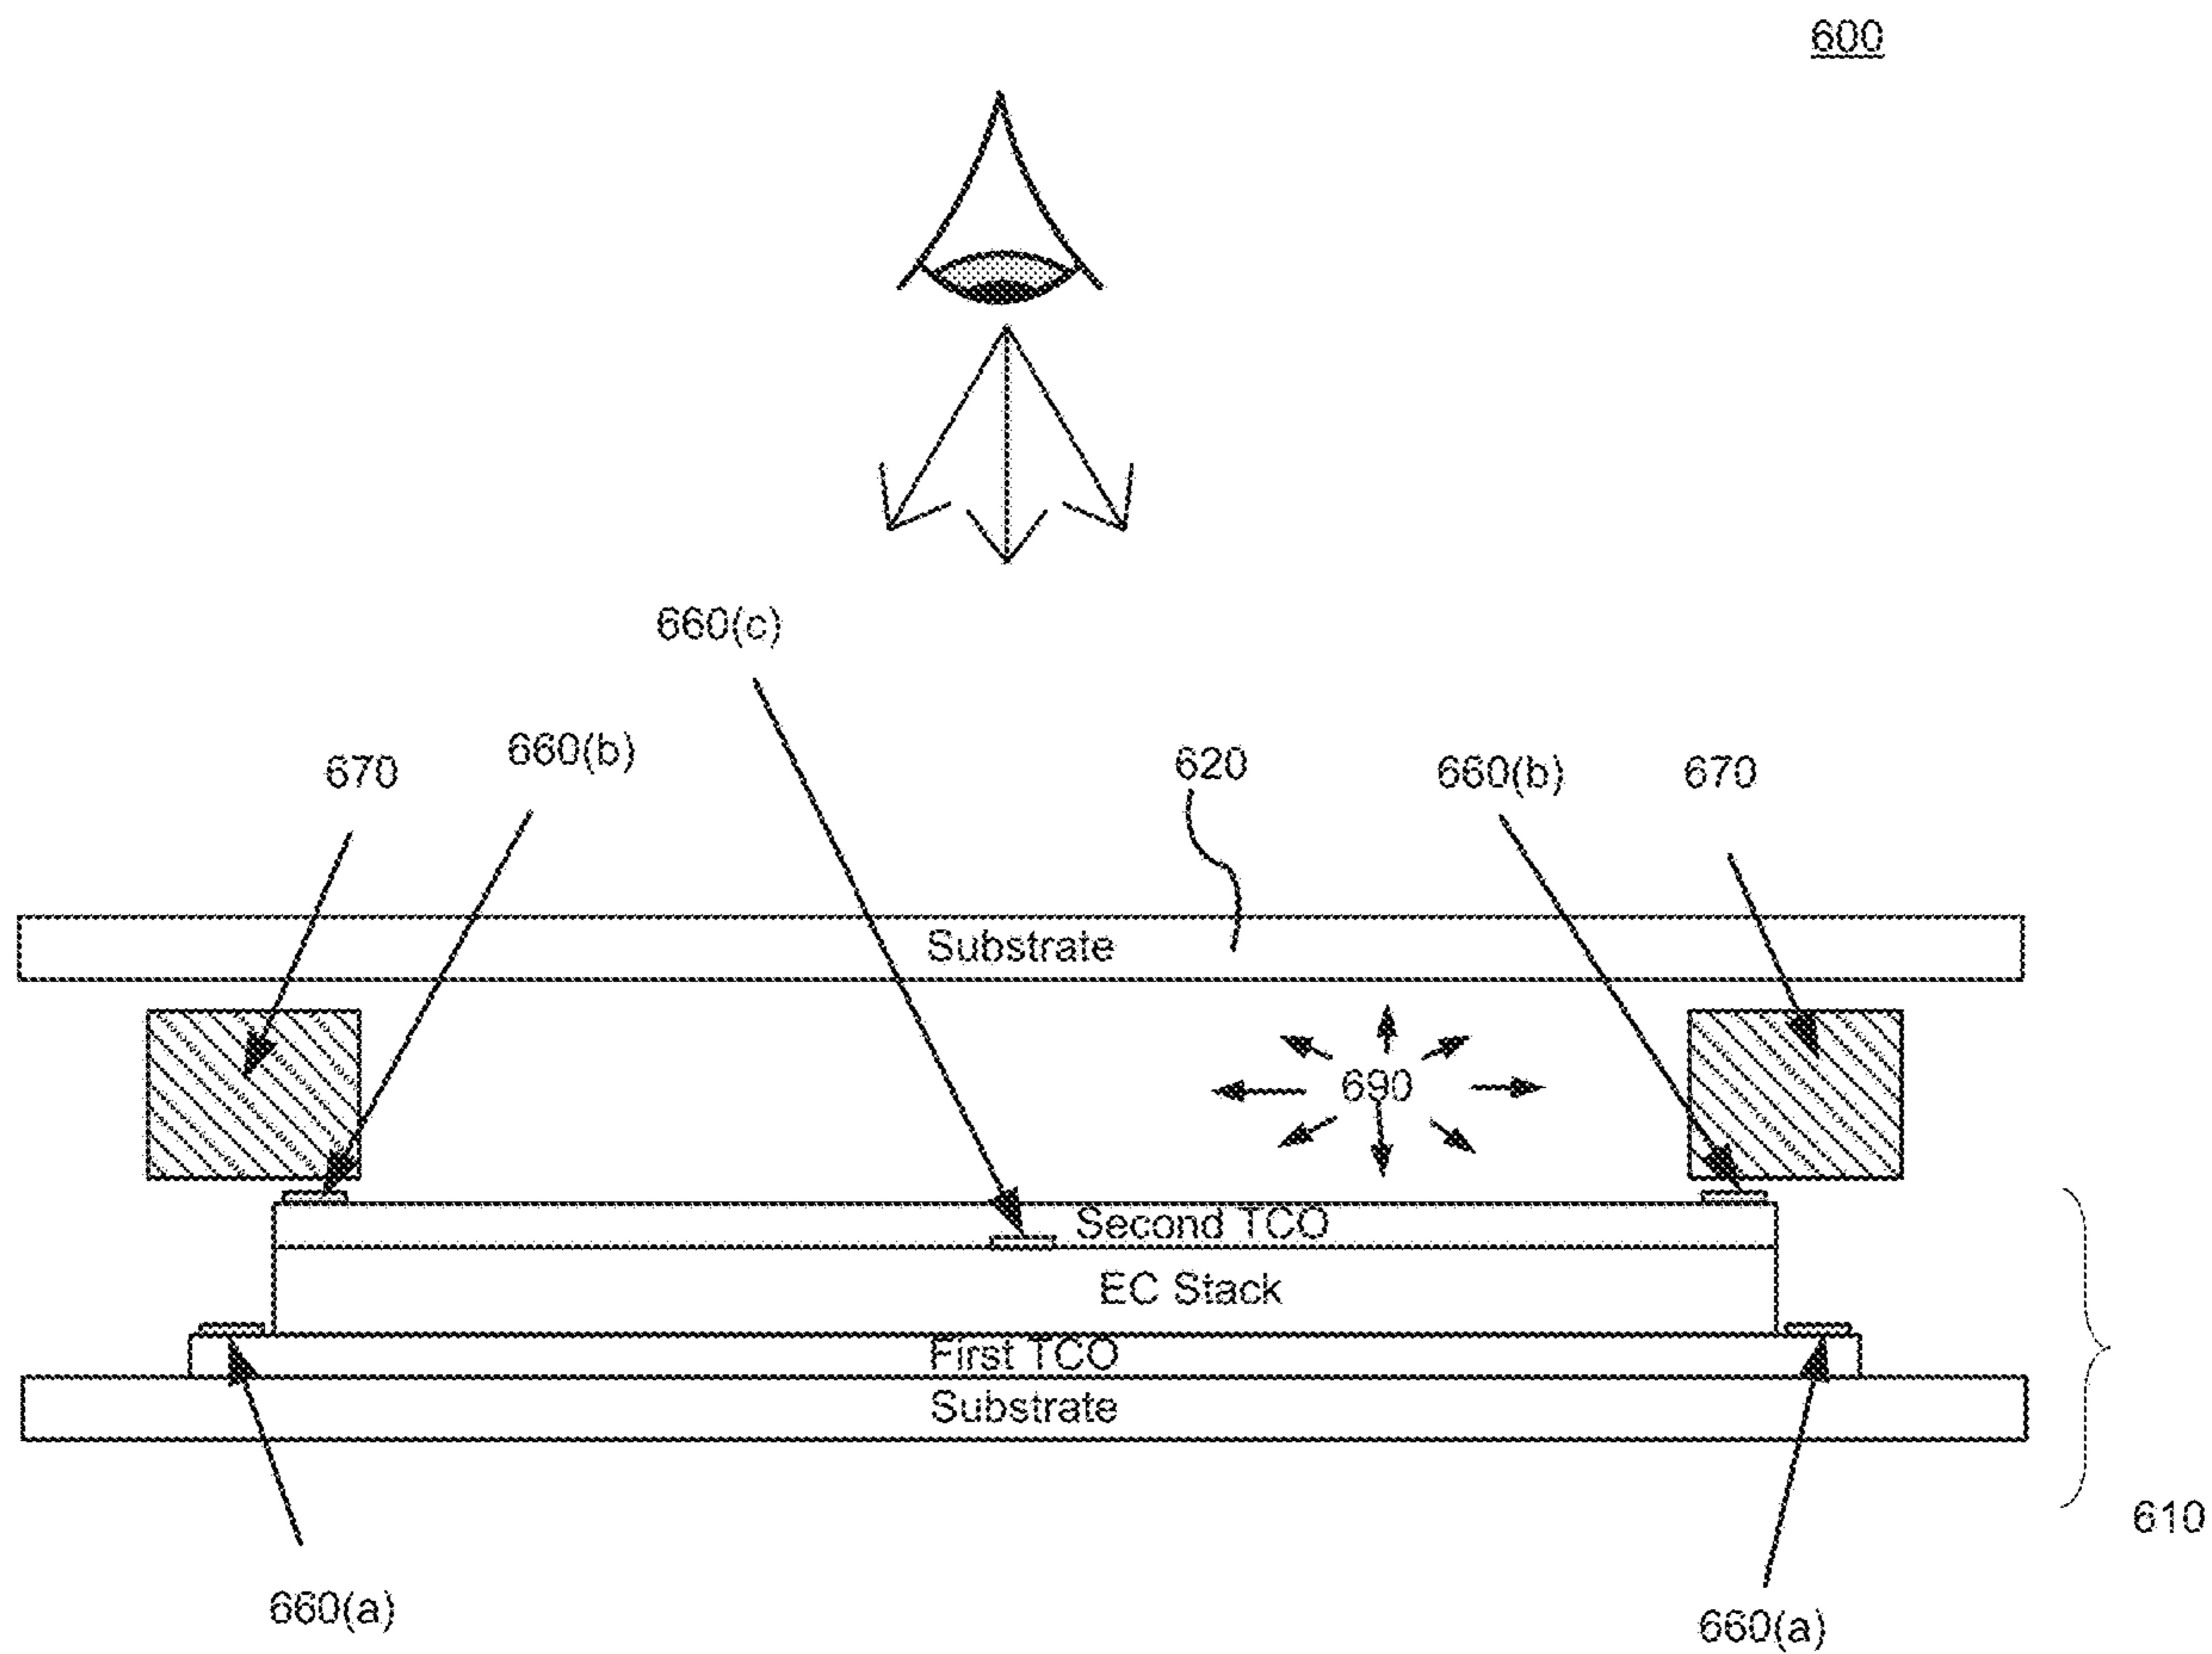 600
660(c)
670
660(b)
620
660(b)
670
Substrate
690
Second TCO
EC Stack
First TCO
Substrate
610
660(a)
660(a)